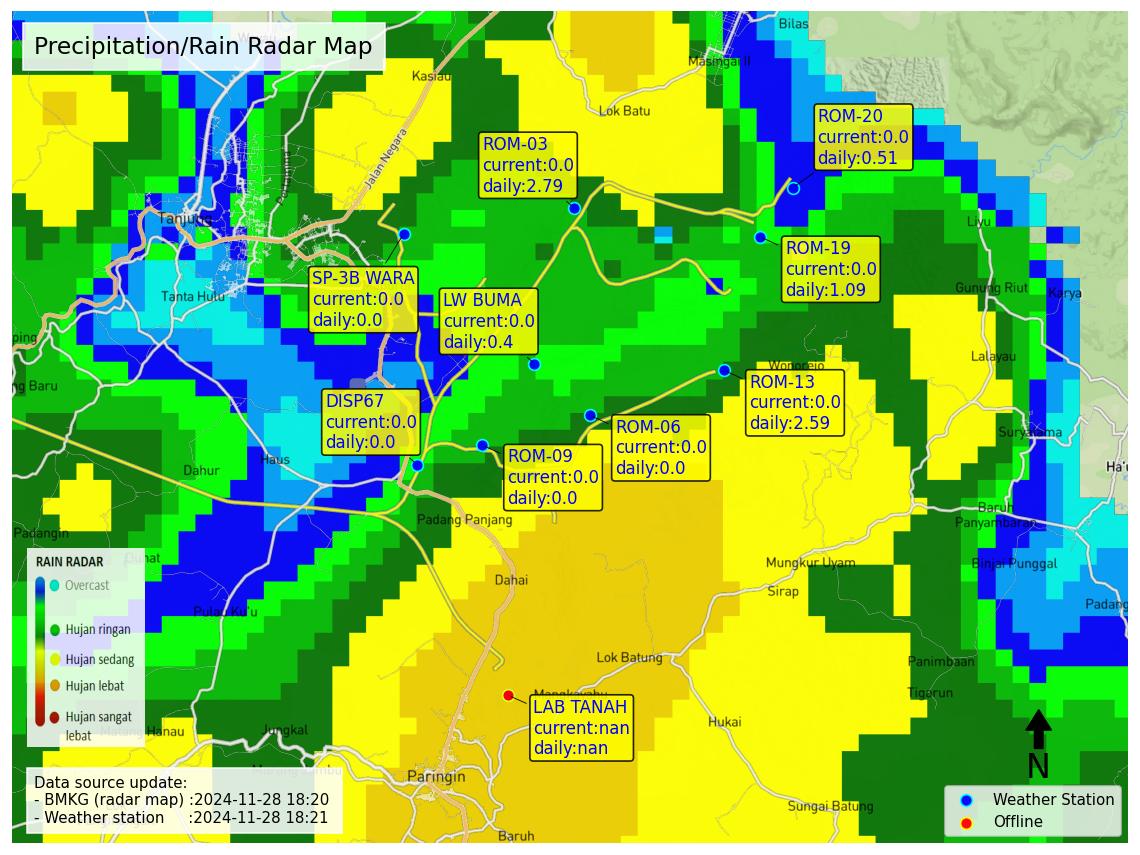 Precipitation/Rain Radar Map
Bilas
Masingai II
Kasiau
Lok Batu
Jalan Negara
ROM-20
current:0.0
daily:0.51
ROM-03
current:0.0
daily:2.79
Tanjung
Liyu
ROM-19
current:0.0
daily:1.09
SP-3B WARA
current:0.0
daily:0.0
LW BUMA
current:0.0
daily:0.4
Tanta Hulu
Gunung Riut
Karya
ping
Lalayau
Wonorejo
ROM-13
current:0.0
daily:2.59
ng Baru
DISP67
current:0.0
daily:0.0
ROM-06
current:0.0
daily:0.0
Suryatama
ROM-09
current:0.0
daily:0.0
Haus
Dahur
Ha'u
Padang Panjang
Baruh
Panyambaran
Padangin
Mungkur Uyam
Binjai Punggal
Dahai
Sirap
Pulau Ku'u
Padang
RAIN RADAR
Overcast
Hujan ringan
Hujan sedang
Hujan lebat
Hujan sangat
lebat
Lok Batung
Panimbaan
Tigarun
LAB TANAH
current:nan
daily:nan
Hukai
Jungkal
Hanau
Paringin
Sungai Batung
Baruh
N
Data source update:
- BMKG (radar map) :2024-11-28 18:20
- Weather station :2024-11-28 18:21
Weather Station
Offline